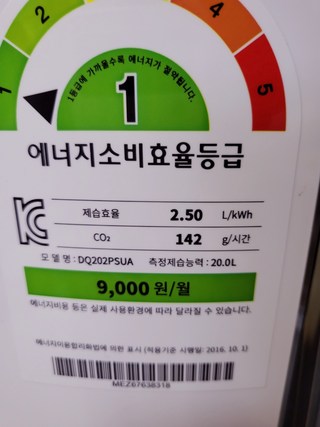 1 2 4 5
1등급에 가까울수록 에너지가 절약됩니다.
1
에너지소비효율등급
제습효율 2.50 L/kWh
CO₂ 142 g/시간
모 델 명 : DQ202PSUA 측정제습능력 : 20.0L
9,000 원/월
에너지비용 등은 실제 사용환경에 따라 달라질 수 있습니다.
에너지이용합리화법에 의한 표시 (적용기준 시행일: 2016. 10. 1)
MEZ67638318